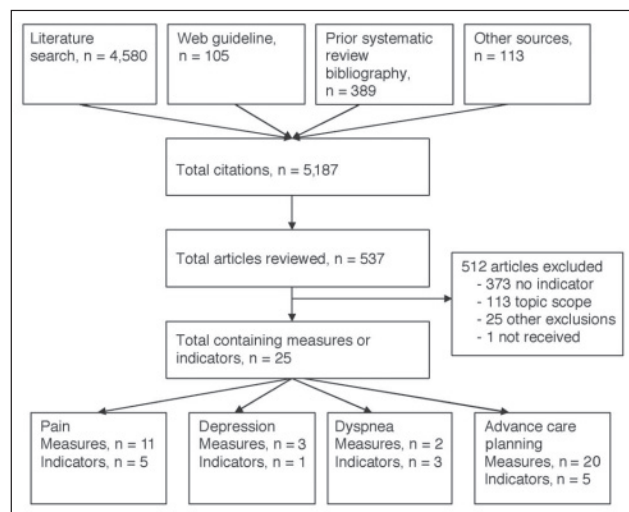 Literature
search, n = 4,580
Web guideline,
n = 105
Prior systematic
review
bibliography,
n = 389
Other sources,
n = 113
Total citations, n = 5,187
Total articles reviewed, n = 537
512 articles excluded
- 373 no indicator
- 113 topic scope
- 25 other exclusions
- 1 not received
Total containing measures or
indicators, n = 25
Pain
Measures, n = 11
Indicators, n = 5
Depression
Measures, n = 3
Indicators, n = 1
Dyspnea
Measures, n = 2
Indicators, n = 3
Advance care
planning
Measures, n = 20
Indicators, n = 5